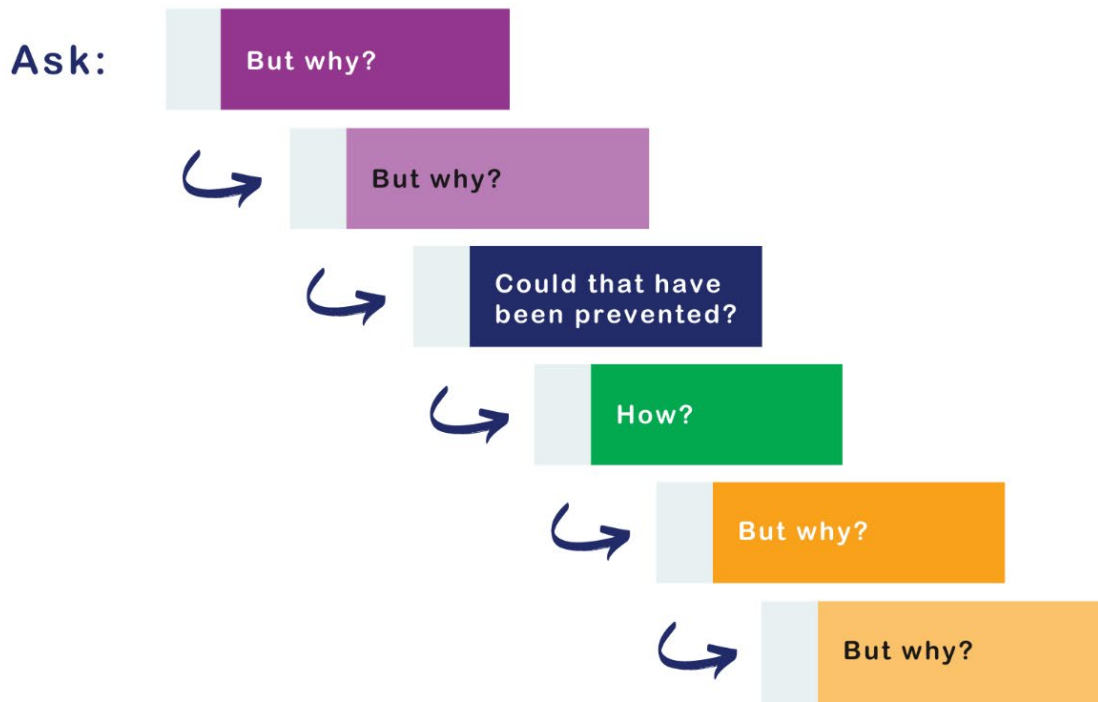 Ask:
But why?
But why?
Could that have
been prevented?
How?
But why?
But why?